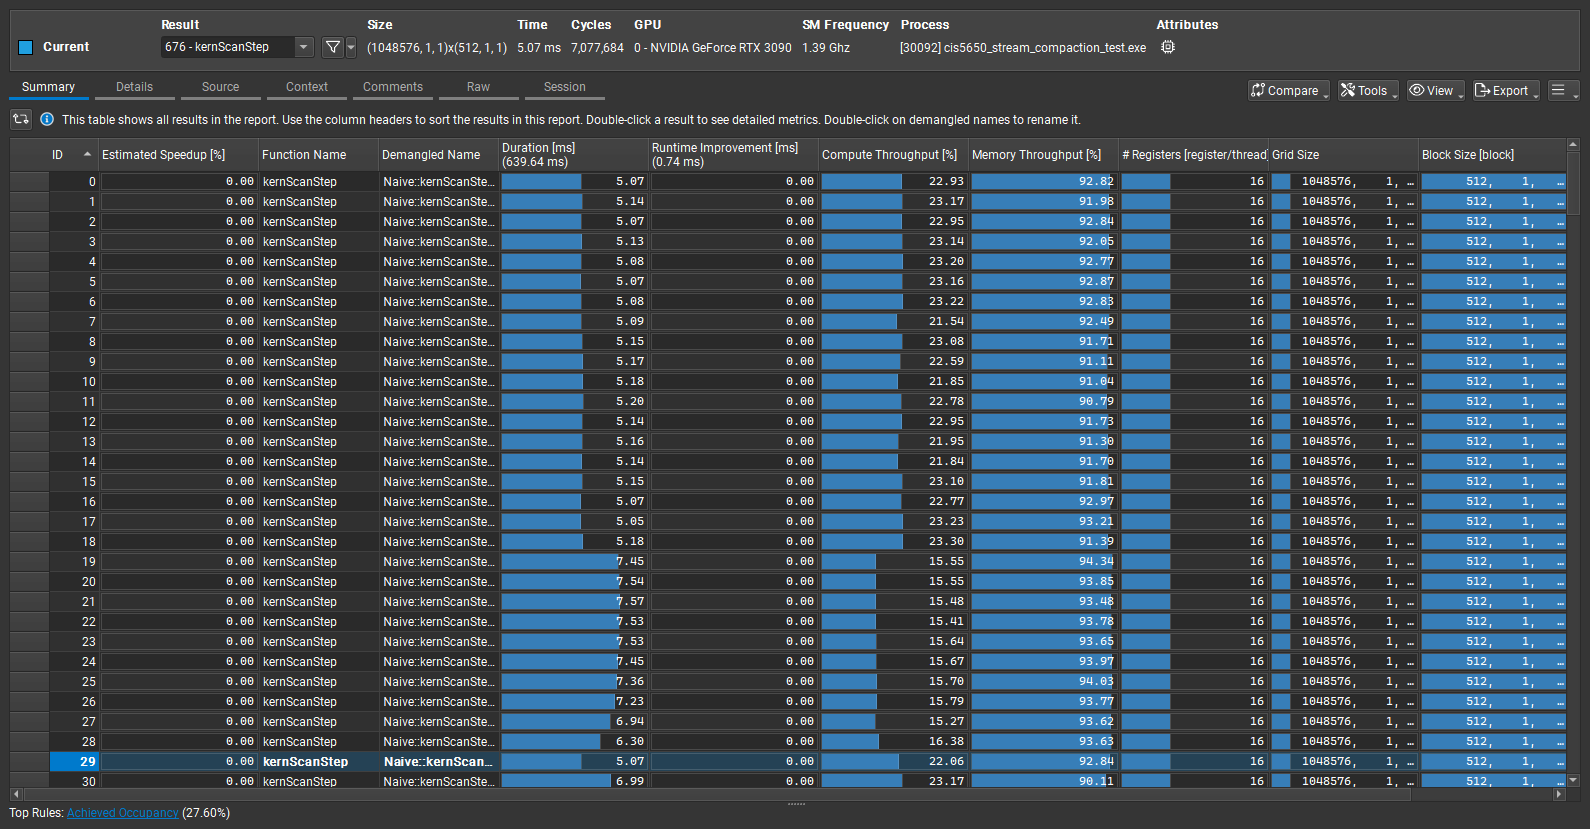 Result Size Time Cycles GPU SM Frequency Process Attributes
Current 676 - kernScanStep (1048576, 1, 1)x(512, 1, 1) 5.07 ms 7,077,684 0 - NVIDIA GeForce RTX 3090 1.39 Ghz [30092] cis5650_stream_compaction_test.exe
Summary Details Source Context Comments Raw Session Compare Tools View Export
This table shows all results in the report. Use the column headers to sort the results in this report. Double-click a result to see detailed metrics. Double-click on demangled names to rename it.
ID Estimated Speedup [%] Function Name Demangled Name Duration [ms] (639.64 ms) Runtime Improvement [ms] (0.74 ms) Compute Throughput [%] Memory Throughput [%] # Registers [register/thread] Grid Size Block Size [block]
0 0.00 kernScanStep Naive::kernScanSte... 5.07 0.00 22.93 92.82 16 1048576, 1, ... 512, 1, ...
1 0.00 kernScanStep Naive::kernScanSte... 5.14 0.00 23.17 91.98 16 1048576, 1, ... 512, 1, ...
2 0.00 kernScanStep Naive::kernScanSte... 5.07 0.00 22.95 92.84 16 1048576, 1, ... 512, 1, ...
3 0.00 kernScanStep Naive::kernScanSte... 5.13 0.00 23.14 92.05 16 1048576, 1, ... 512, 1, ...
4 0.00 kernScanStep Naive::kernScanSte... 5.08 0.00 23.20 92.77 16 1048576, 1, ... 512, 1, ...
5 0.00 kernScanStep Naive::kernScanSte... 5.07 0.00 23.16 92.87 16 1048576, 1, ... 512, 1, ...
6 0.00 kernScanStep Naive::kernScanSte... 5.08 0.00 23.22 92.83 16 1048576, 1, ... 512, 1, ...
7 0.00 kernScanStep Naive::kernScanSte... 5.09 0.00 21.54 92.49 16 1048576, 1, ... 512, 1, ...
8 0.00 kernScanStep Naive::kernScanSte... 5.15 0.00 23.08 91.71 16 1048576, 1, ... 512, 1, ...
9 0.00 kernScanStep Naive::kernScanSte... 5.17 0.00 22.59 91.11 16 1048576, 1, ... 512, 1, ...
10 0.00 kernScanStep Naive::kernScanSte... 5.18 0.00 21.85 91.04 16 1048576, 1, ... 512, 1, ...
11 0.00 kernScanStep Naive::kernScanSte... 5.20 0.00 22.78 90.79 16 1048576, 1, ... 512, 1, ...
12 0.00 kernScanStep Naive::kernScanSte... 5.14 0.00 22.95 91.73 16 1048576, 1, ... 512, 1, ...
13 0.00 kernScanStep Naive::kernScanSte... 5.16 0.00 21.95 91.30 16 1048576, 1, ... 512, 1, ...
14 0.00 kernScanStep Naive::kernScanSte... 5.14 0.00 21.84 91.70 16 1048576, 1, ... 512, 1, ...
15 0.00 kernScanStep Naive::kernScanSte... 5.15 0.00 23.10 91.81 16 1048576, 1, ... 512, 1, ...
16 0.00 kernScanStep Naive::kernScanSte... 5.07 0.00 22.77 92.97 16 1048576, 1, ... 512, 1, ...
17 0.00 kernScanStep Naive::kernScanSte... 5.05 0.00 23.23 93.21 16 1048576, 1, ... 512, 1, ...
18 0.00 kernScanStep Naive::kernScanSte... 5.18 0.00 23.30 91.39 16 1048576, 1, ... 512, 1, ...
19 0.00 kernScanStep Naive::kernScanSte... 7.45 0.00 15.55 94.34 16 1048576, 1, ... 512, 1, ...
20 0.00 kernScanStep Naive::kernScanSte... 7.54 0.00 15.55 93.85 16 1048576, 1, ... 512, 1, ...
21 0.00 kernScanStep Naive::kernScanSte... 7.57 0.00 15.48 93.48 16 1048576, 1, ... 512, 1, ...
22 0.00 kernScanStep Naive::kernScanSte... 7.53 0.00 15.41 93.78 16 1048576, 1, ... 512, 1, ...
23 0.00 kernScanStep Naive::kernScanSte... 7.53 0.00 15.64 93.65 16 1048576, 1, ... 512, 1, ...
24 0.00 kernScanStep Naive::kernScanSte... 7.45 0.00 15.67 93.97 16 1048576, 1, ... 512, 1, ...
25 0.00 kernScanStep Naive::kernScanSte... 7.36 0.00 15.70 94.03 16 1048576, 1, ... 512, 1, ...
26 0.00 kernScanStep Naive::kernScanSte... 7.23 0.00 15.79 93.77 16 1048576, 1, ... 512, 1, ...
27 0.00 kernScanStep Naive::kernScanSte... 6.94 0.00 15.27 93.62 16 1048576, 1, ... 512, 1, ...
28 0.00 kernScanStep Naive::kernScanSte... 6.30 0.00 16.38 93.63 16 1048576, 1, ... 512, 1, ...
29 0.00 kernScanStep Naive::kernScan... 5.07 0.00 22.06 92.84 16 1048576, 1, ... 512, 1, ...
30 0.00 kernScanStep Naive::kernScanSte... 6.99 0.00 23.17 90.11 16 1048576, 1, ... 512, 1, ...
Top Rules: Achieved Occupancy (27.60%)